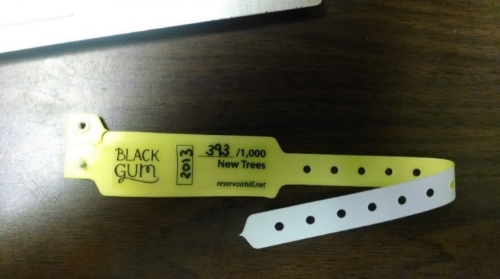 BLACK
GUM
2013
393 /1,000
New Trees
reservoirhill.net